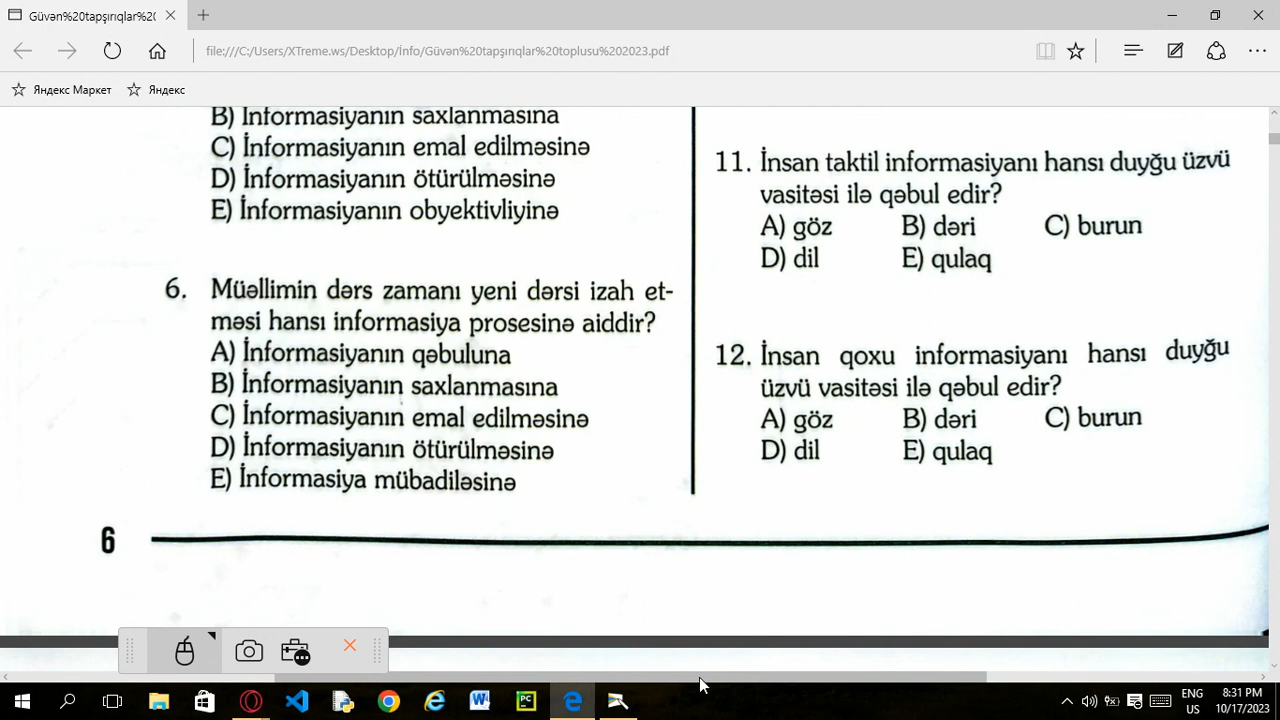 Güvən%20tapşırıqlar%20
file:///C:/Users/XTreme.ws/Desktop/İnfo/Güvən%20tapşırıqlar%20toplusu%202023.pdf
Яндекс Маркет Яндекс
B) İnformasiyanın saxlanmasına
C) İnformasiyanın emal edilməsinə
D) İnformasiyanın ötürülməsinə
E) İnformasiyanın obyektivliyinə
6. Müəllimin dərs zamanı yeni dərsi izah et-
məsi hansı informasiya prosesinə aiddir?
A) İnformasiyanın qəbuluna
B) İnformasiyanın saxlanmasına
C) İnformasiyanın emal edilməsinə
D) İnformasiyanın ötürülməsinə
E) İnformasiya mübadiləsinə
11. İnsan taktil informasiyanı hansı duyğu üzvü
vasitəsi ilə qəbul edir?
A) göz B) dəri C) burun
D) dil E) qulaq
12. İnsan qoxu informasiyanı hansı duyğu
üzvü vasitəsi ilə qəbul edir?
A) göz B) dəri C) burun
D) dil E) qulaq
6
ENG 8:31 PM
US 10/17/2023